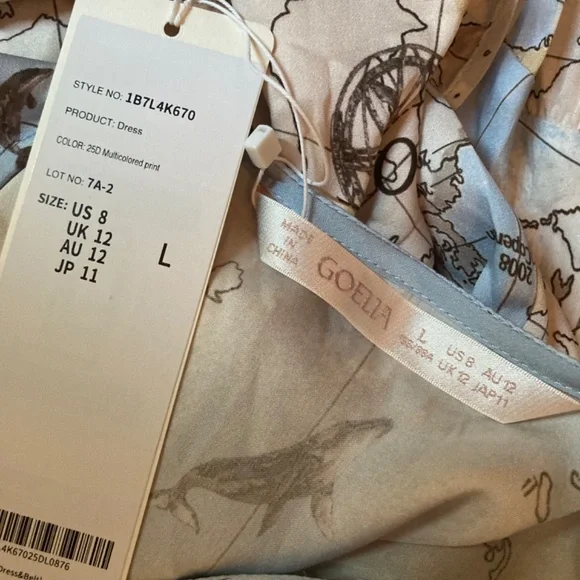 STYLE NO: 1B7L4K670
PRODUCT: Dress
COLOR: 25D Multicolored print
LOT NO: 7A-2
SIZE: US 8
UK 12
AU 12
JP 11
L
4K67025DL0876
Dress&Belt
MADE
IN
CHINA
GOELIA
L
US 8 AU 12
UK 12 JAP 11
2008